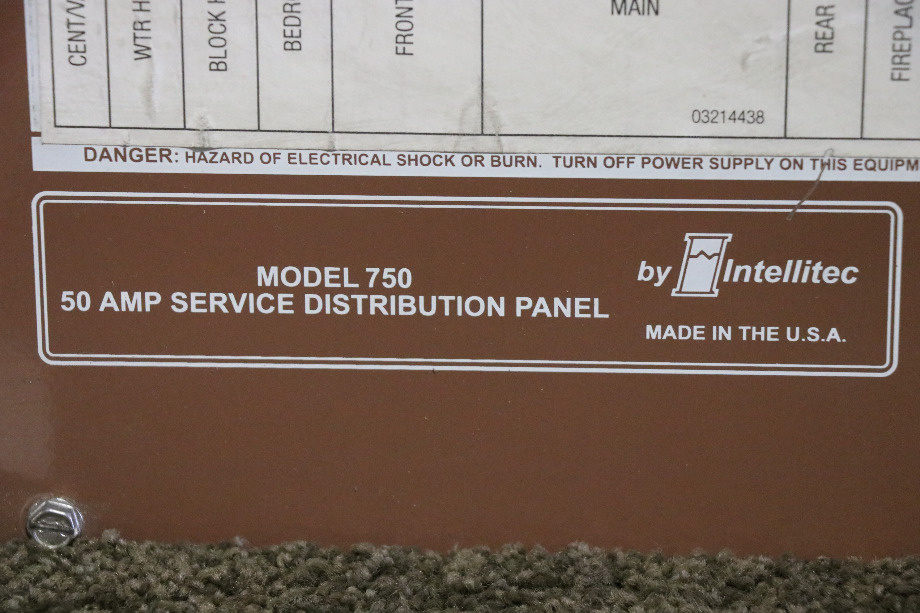 CENT/V
WTR H
BLOCK
BEDR
FRONT
MAIN
03214438
REAR
FIREPLAC
DANGER: HAZARD OF ELECTRICAL SHOCK OR BURN. TURN OFF POWER SUPPLY ON THIS EQUIPM
MODEL 750
50 AMP SERVICE DISTRIBUTION PANEL
by Intellitec
MADE IN THE U.S.A.